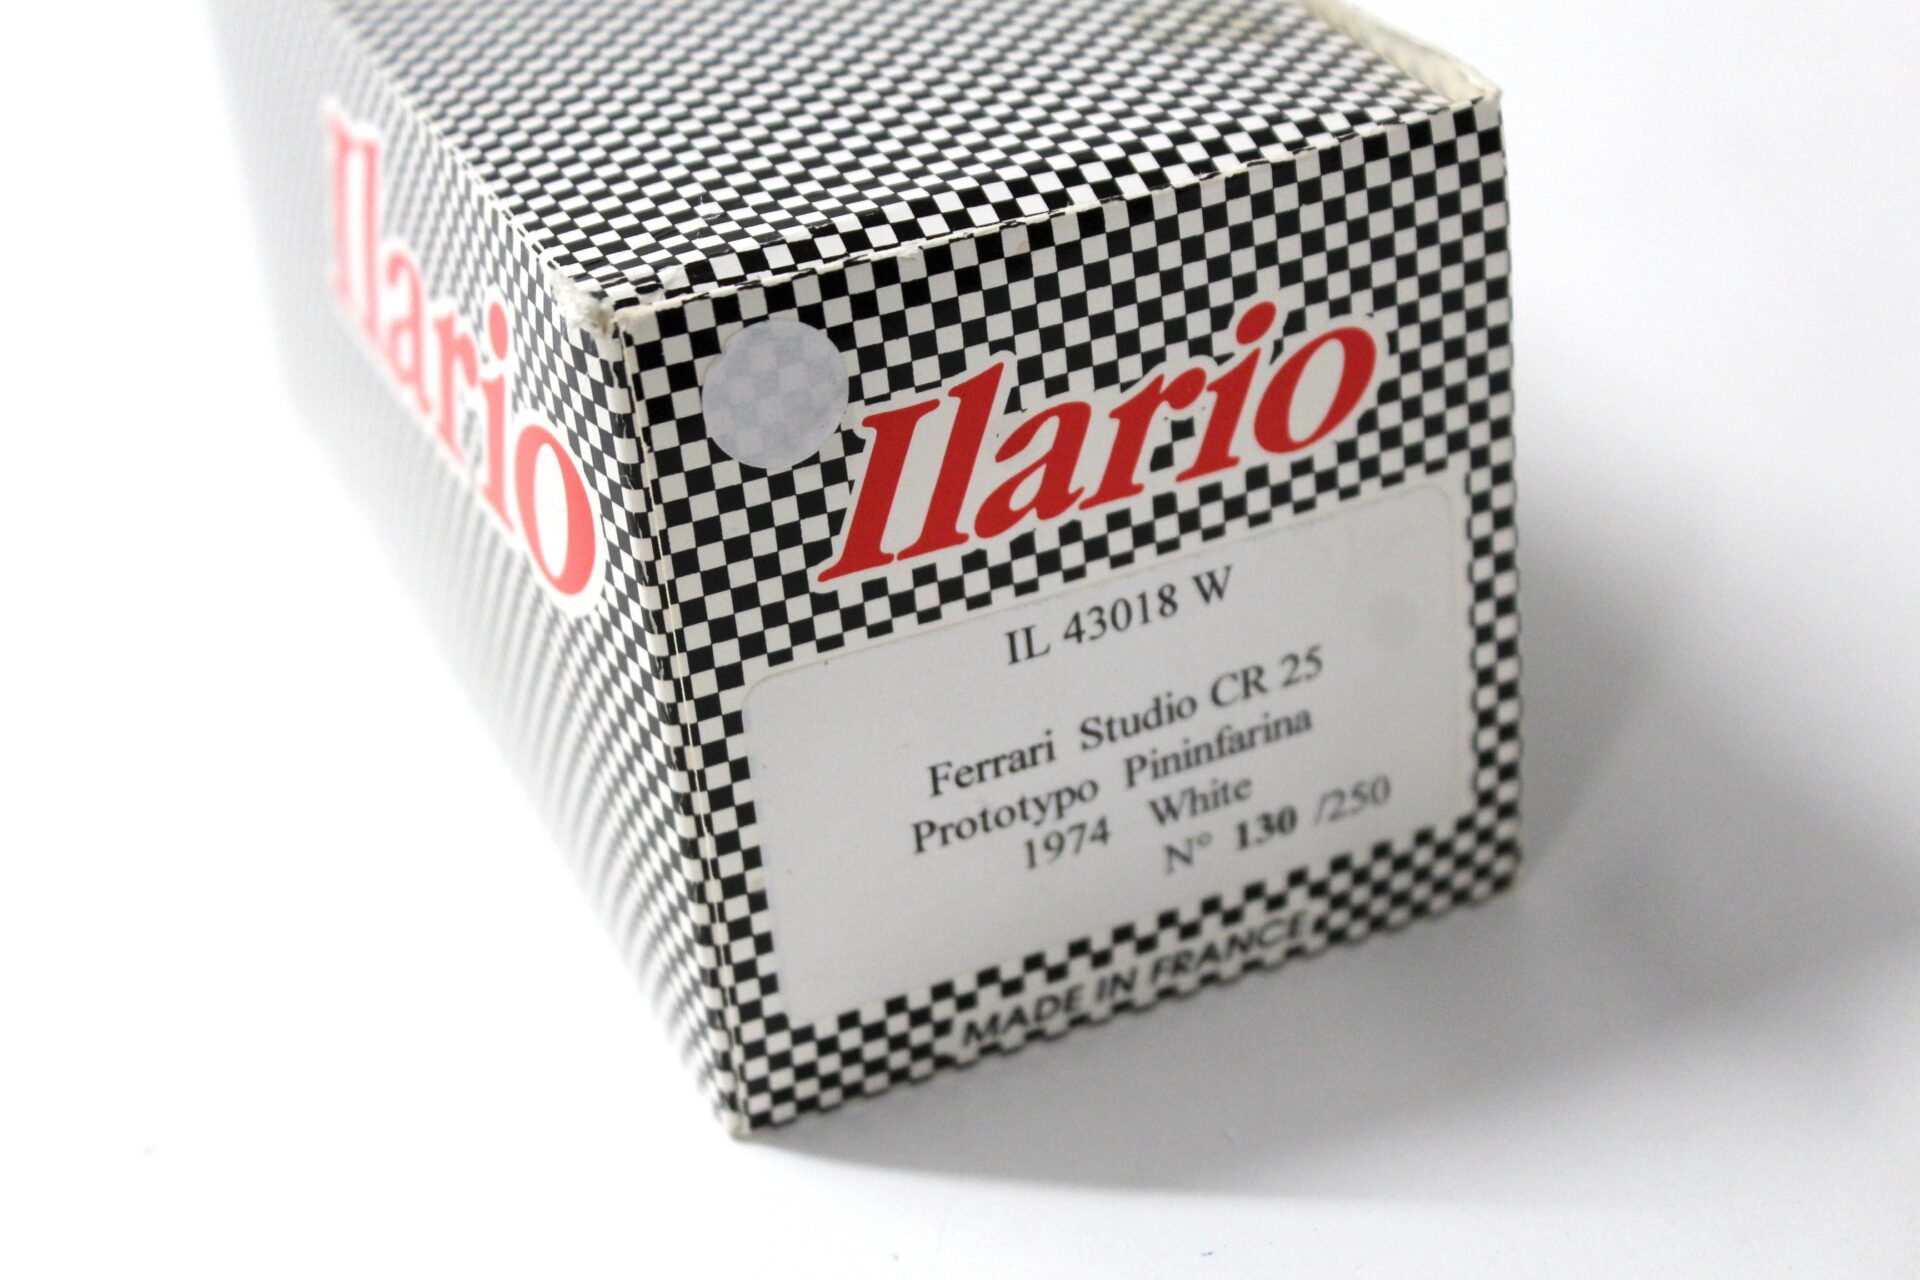 Ilario
Ilario
IL 43018 W
Ferrari Studio CR 25
Prototypo Pininfarina
1974 White
N° 130 /250
MADE IN FRANCE